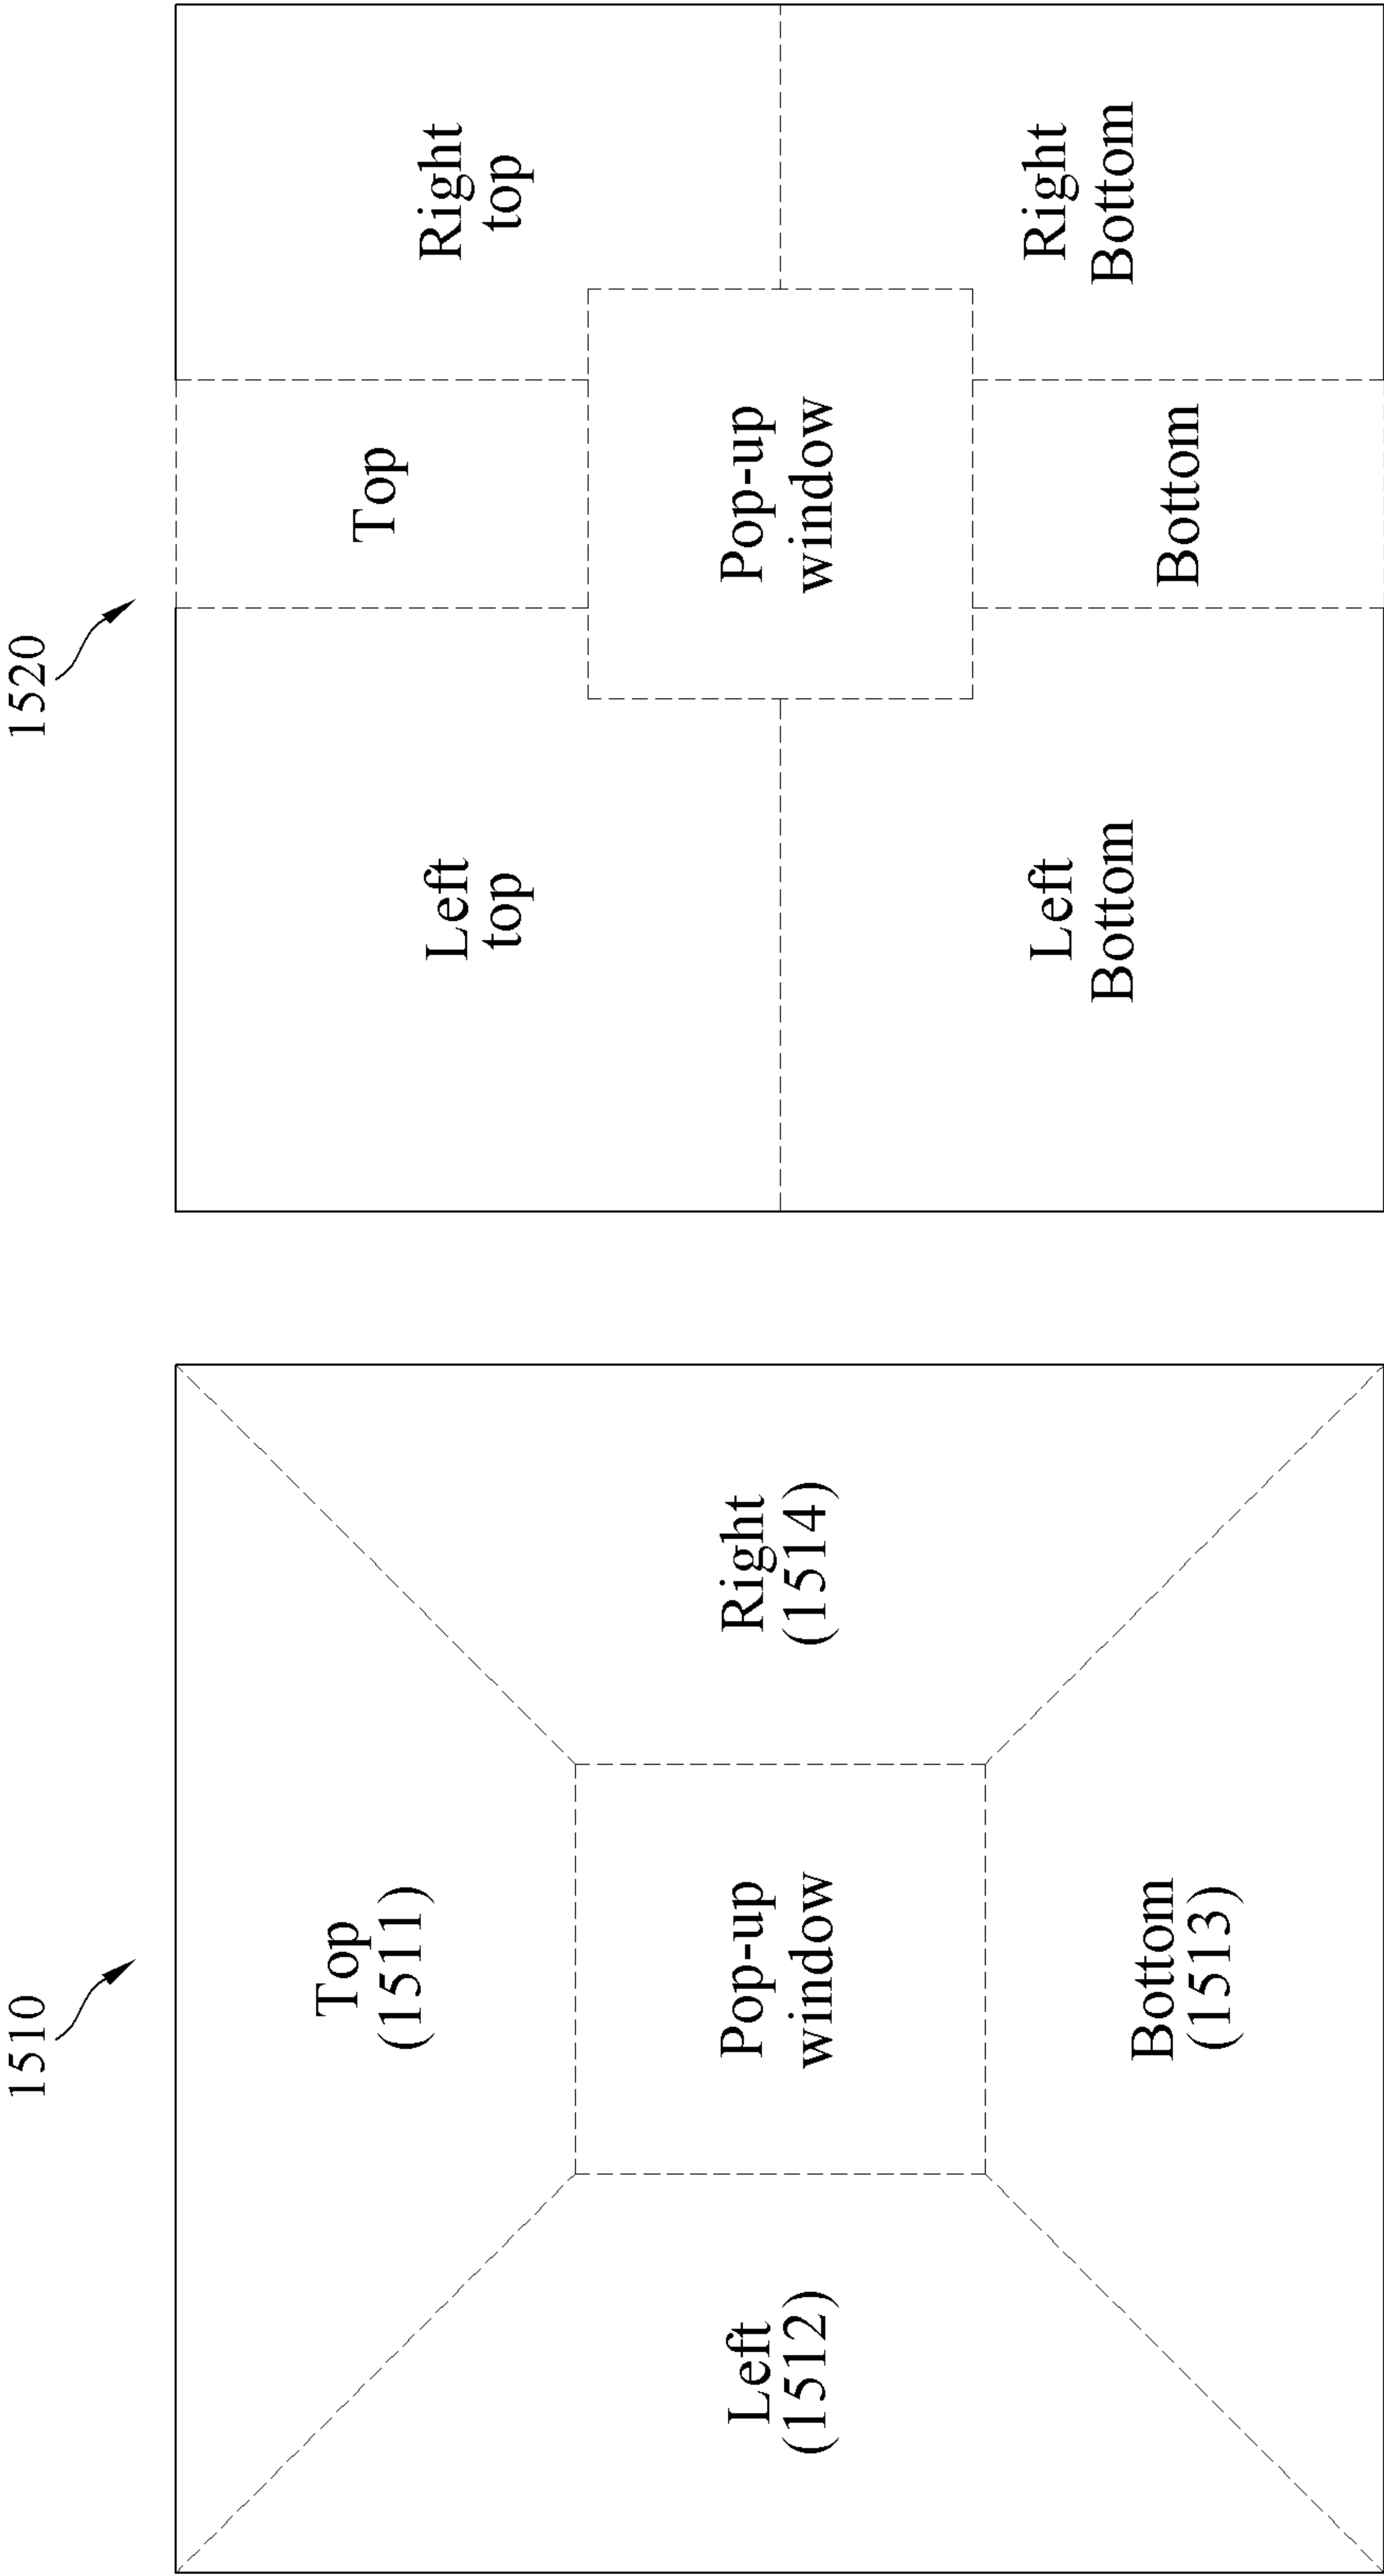 1510
Top
(1511)
Left
(1512)
Pop-up
window
Right
(1514)
Bottom
(1513)
1520
Left
top
Top
Right
top
Pop-up
window
Left
Bottom
Bottom
Right
Bottom